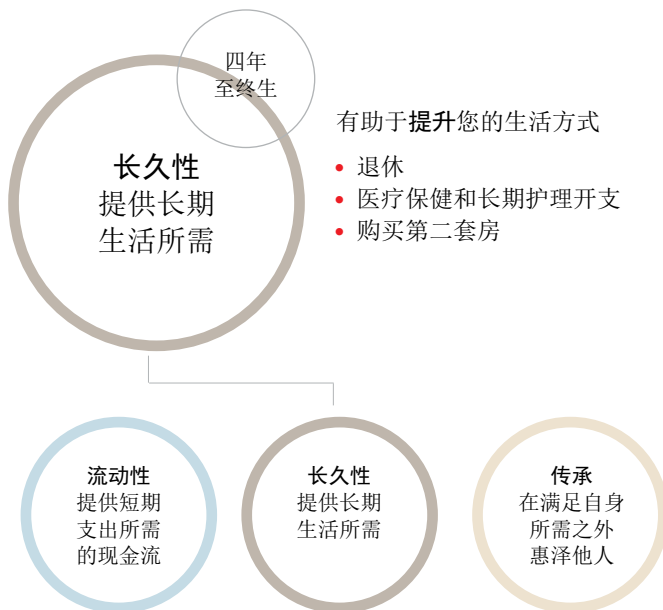 四年
至终生
长久性
提供长期
生活所需
有助于提升您的生活方式
• 退休
• 医疗保健和长期护理开支
• 购买第二套房
流动性
提供短期
支出所需
的现金流
长久性
提供长期
生活所需
传承
在满足自身
所需之外
惠泽他人